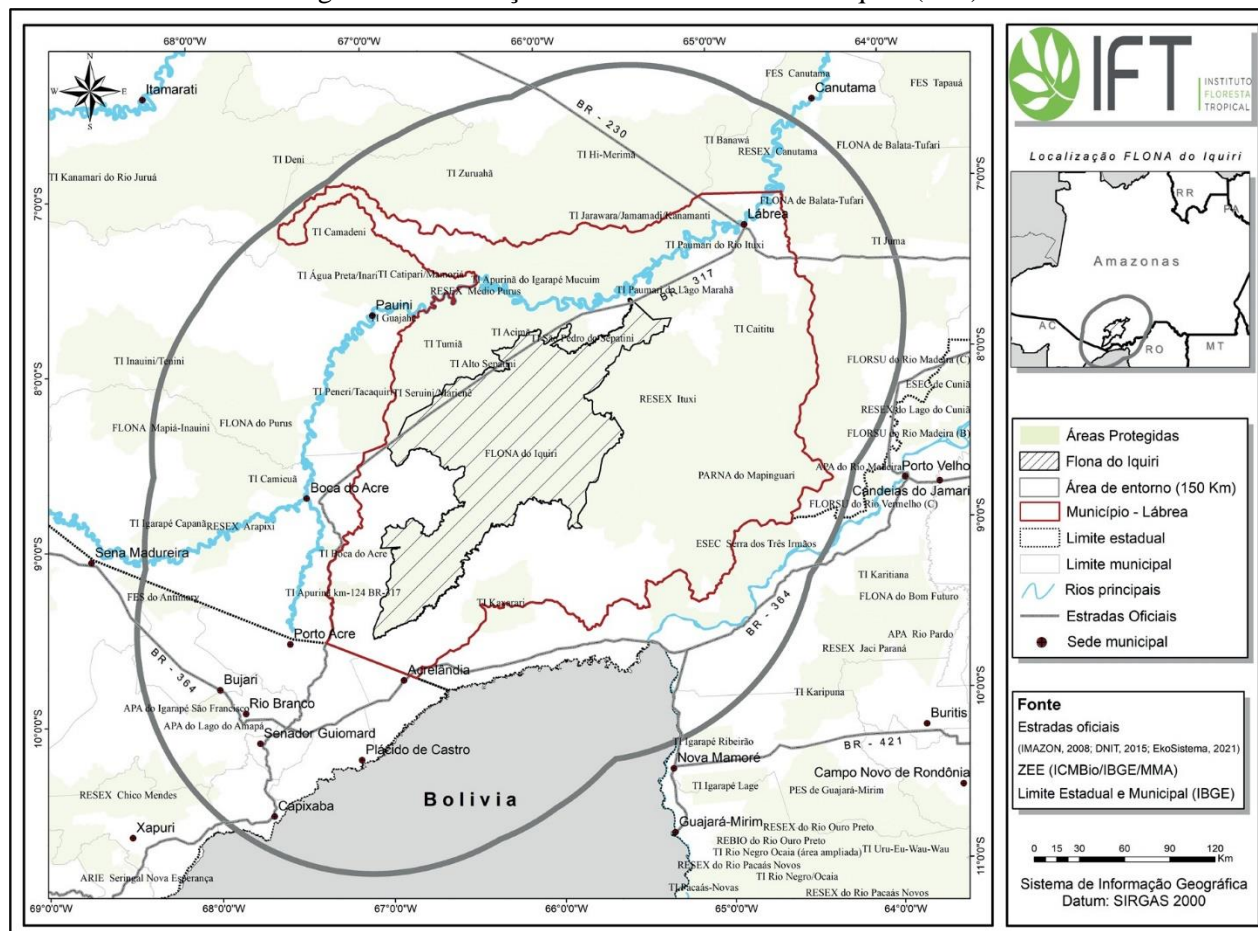 68°0'0"W
67°0'0"W
66°0'0"W
65°0'0"W
64°0'0"W
N
W
E
S
Itamarati
FES Canutama
FES Tapauá
Canutama
BR - 230
TI Banawá
RESEX Canutama
TI Deni
TI Hi-Merimã
FLONA de Balata-Tufari
TI Kanamari do Rio Juruá
TI Zuruahã
7°0'0"S
7°0'0"S
FLONA de Balata-Tufari
TI Camadeni
TI Jarawara/Jamamadi/Kanamanti
Lábrea
TI Paumari do Rio Ituxi
TI Juma
TI Água Preta/Inari
TI Catipari/Mamoriá
TI Apurinã do Igarapé Mucuim
RESEX Médio Purus
TI Paumari do Lago Marahã
BR - 317
Pauini
TI Guajahã
TI Acimã
TI São Pedro do Sepatini
TI Caititu
TI Tumiã
8°0'0"S
8°0'0"S
TI Inauini/Teuini
TI Alto Sepatini
FLORSU do Rio Madeira (C)
ESEC de Cuniã
TI Peneri/Tacaquiri
TI Seruini/Marienê
RESEX Ituxi
RESEX do Lago do Cuniã
FLONA Mapiá-Inauini
FLONA do Purus
FLORSU do Rio Madeira (B)
FLONA do Iquiri
TI Camicuã
PARNA do Mapinguari
APA do Rio Madeira
Porto Velho
Boca do Acre
Candeias do Jamari
FLORSU do Rio Vermelho (C)
TI Igarapé Capanã
RESEX Arapixi
9°0'0"S
9°0'0"S
Sena Madureira
TI Boca do Acre
ESEC Serra dos Três Irmãos
TI Karitiana
FES do Antimary
TI Apurinã km-124 BR-317
TI Kaxarari
FLONA do Bom Futuro
BR - 364
Porto Acre
APA Rio Pardo
RESEX Jaci Paraná
BR - 364
Acrelândia
Bujari
10°0'0"S
10°0'0"S
APA do Igarapé São Francisco
Rio Branco
TI Karipuna
APA do Lago do Amapá
Buritis
Senador Guiomard
TI Igarapé Ribeirão
BR - 421
Plácido de Castro
Nova Mamoré
Campo Novo de Rondônia
RESEX Chico Mendes
Bolivia
TI Igarapé Lage
PES de Guajará-Mirim
Capixaba
Xapuri
Guajará-Mirim
RESEX do Rio Ouro Preto
REBIO do Rio Ouro Preto
TI Rio Negro Ocaia (área ampliada)
TI Uru-Eu-Wau-Wau
RESEX do Rio Pacaás Novos
11°0'0"S
ARIE Seringal Nova Esperança
TI Rio Negro/Ocaia
TI Pacaás-Novas
RESEX do Rio Pacaás Novos
69°0'0"W
68°0'0"W
67°0'0"W
66°0'0"W
65°0'0"W
64°0'0"W
IFT
INSTITUTO
FLORESTA
TROPICAL
Localização FLONA do Iquiri
RR
PA
Amazonas
AC
RO
MT
Áreas Protegidas
Flona do Iquiri
Área de entorno (150 Km)
Município - Lábrea
Limite estadual
Limite municipal
Rios principais
Estradas Oficiais
Sede municipal
Fonte
Estradas oficiais
(IMAZON, 2008; DNIT, 2015; EkoSistema, 2021)
ZEE (ICMBio/IBGE/MMA)
Limite Estadual e Municipal (IBGE)
0 15 30 60 90 120
Km
Sistema de Informação Geográfica
Datum: SIRGAS 2000